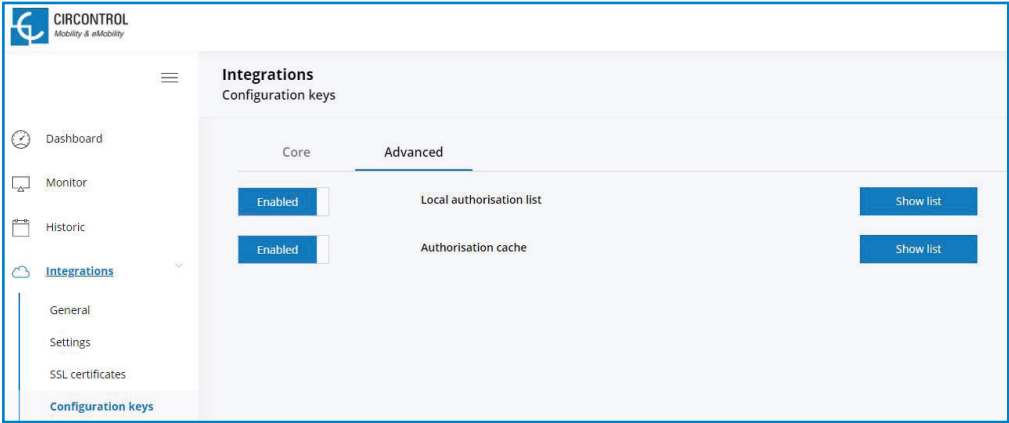 CIRCONTROL
Mobility & eMobility
Integrations
Configuration keys
Dashboard
Monitor
Historic
Integrations
General
Settings
SSL certificates
Configuration keys
Core Advanced
Enabled Local authorisation list Show list
Enabled Authorisation cache Show list